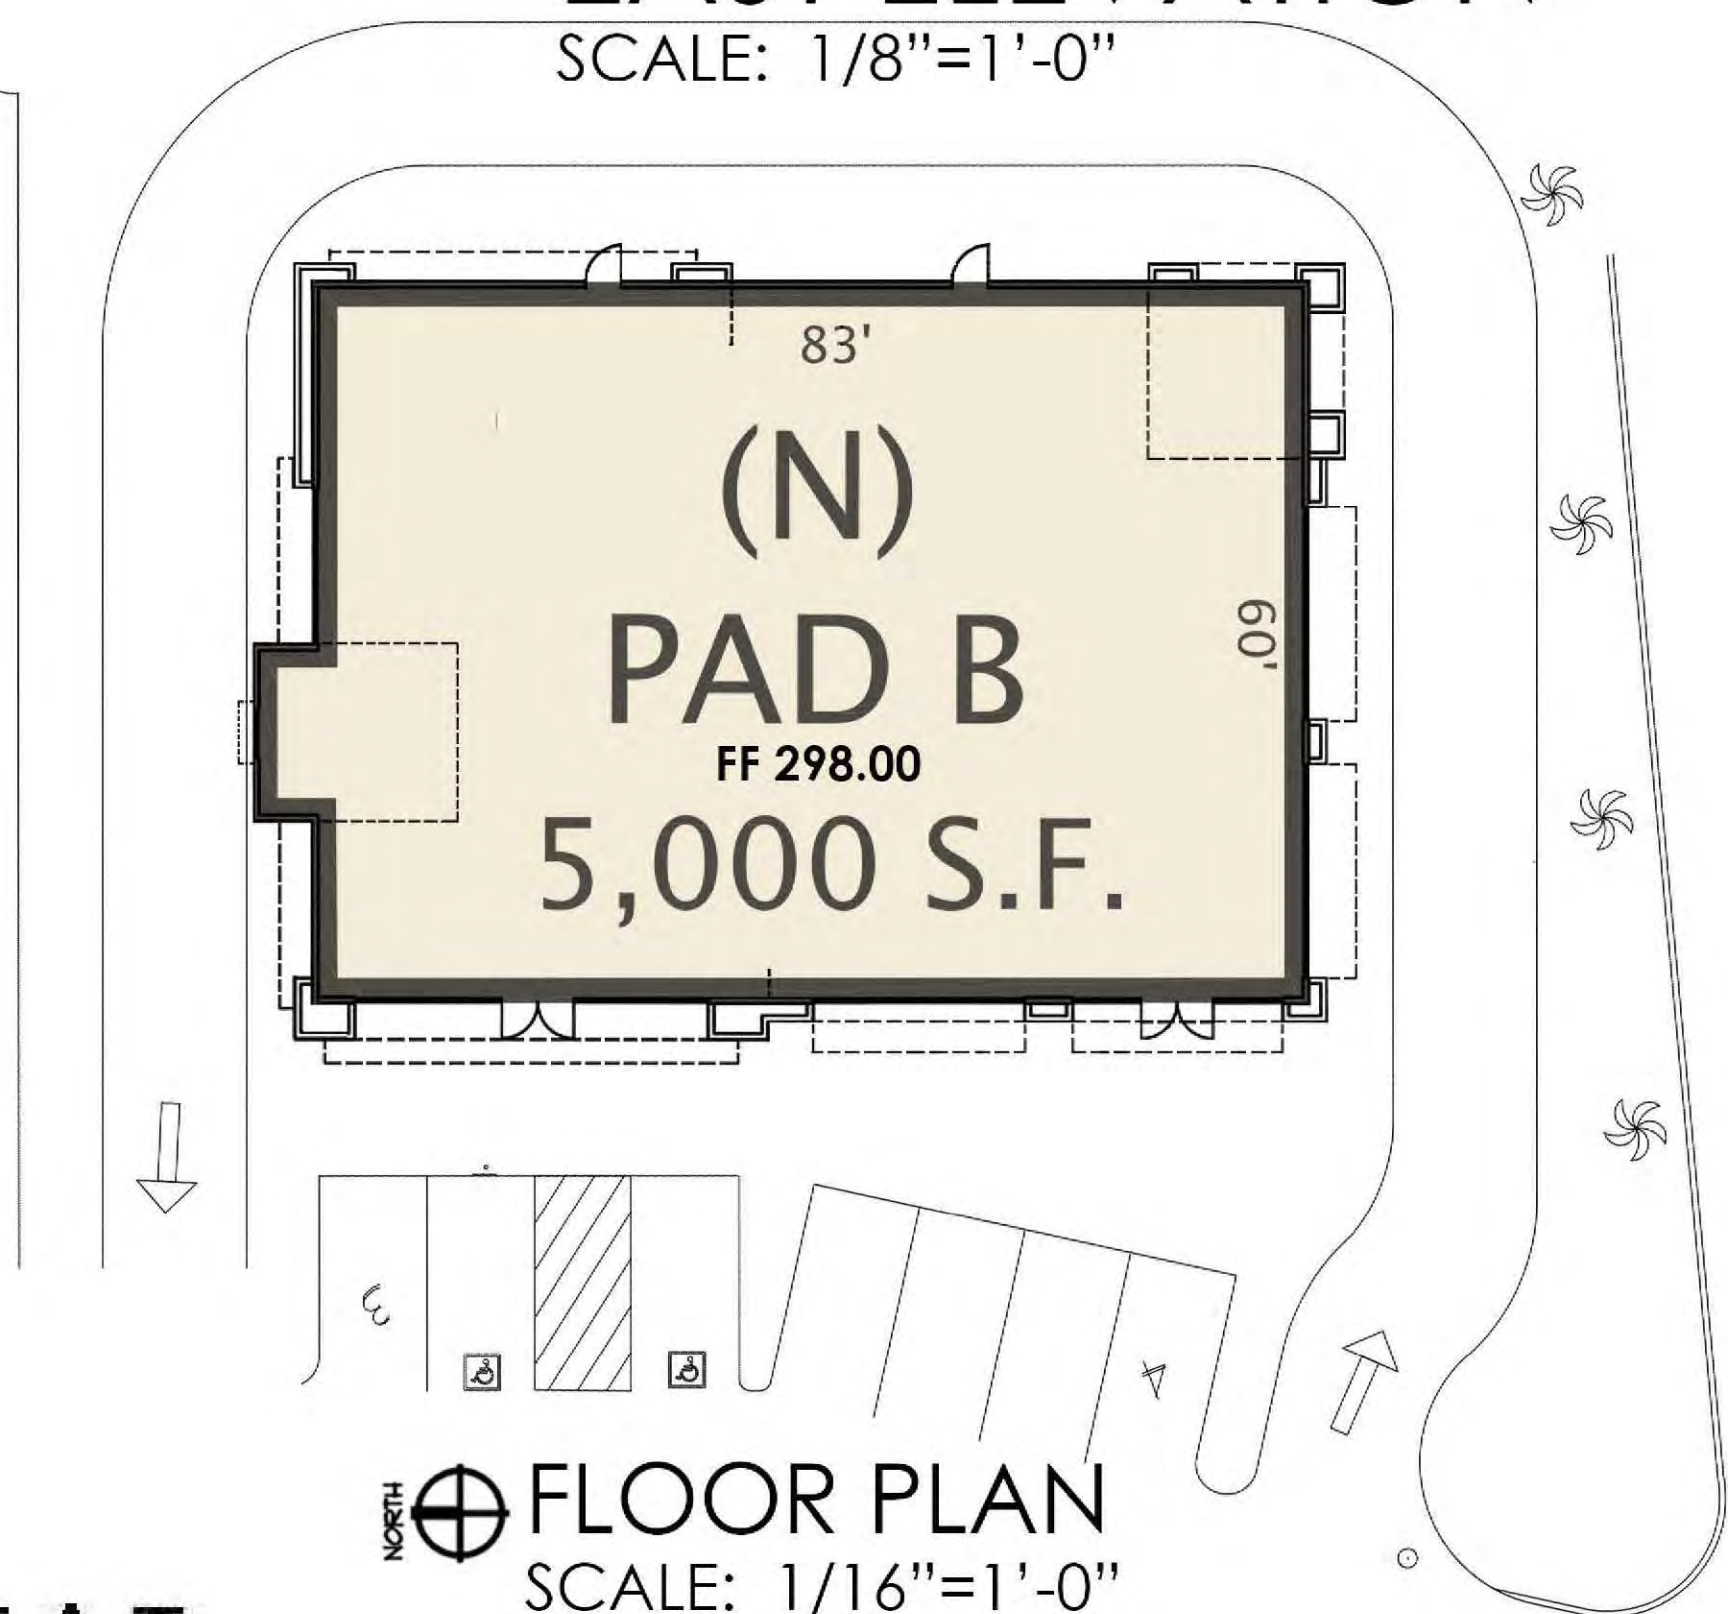 SCALE: 1/8”=1’-0”
83'
(N)
PAD B
60'
FF 298.00
5,000 S.F.
3
4
NORTH
FLOOR PLAN
SCALE: 1/16”=1’-0”